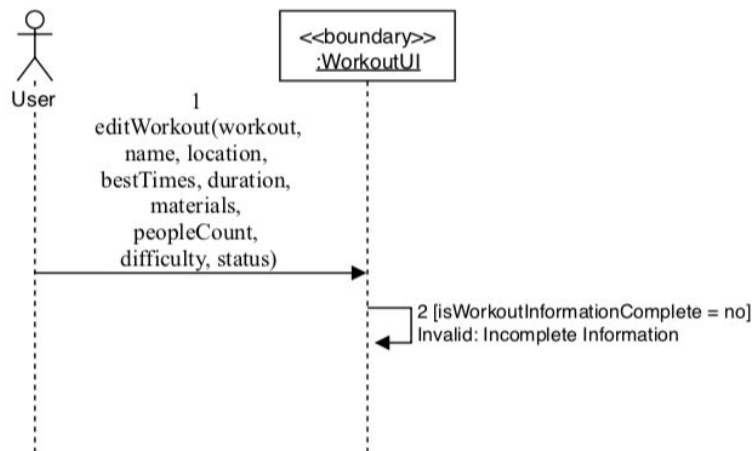 <<boundary>>
:WorkoutUI
User
1
editWorkout(workout,
name, location,
bestTimes, duration,
materials,
peopleCount,
difficulty, status)
2 [isWorkoutInformationComplete = no]
Invalid: Incomplete Information